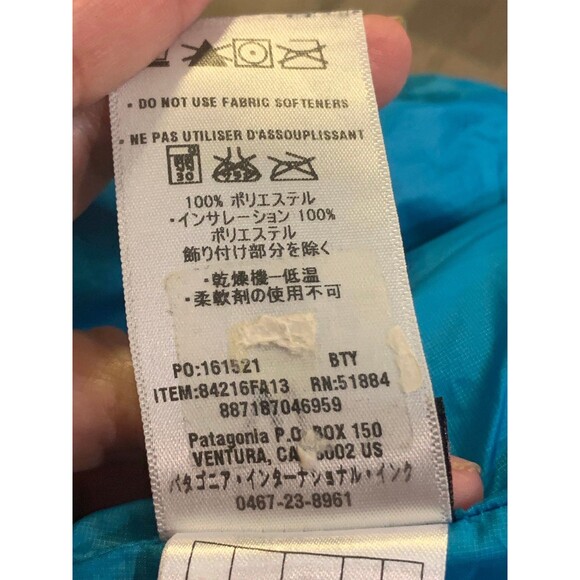 • DO NOT USE FABRIC SOFTENERS
• NE PAS UTILISER D'ASSOUPLISSANT
100% ポリエステル
・インサレーション 100%
ポリエステル
飾り付け部分を除く
・乾燥機ー低温
・柔軟剤の使用不可
PO:161521 BTY
ITEM:84216FA13 RN:51884
887187046959
Patagonia P.O. BOX 150
VENTURA, CA 3002 US
パタゴニア・インターナショナル・インク
0467-23-8961